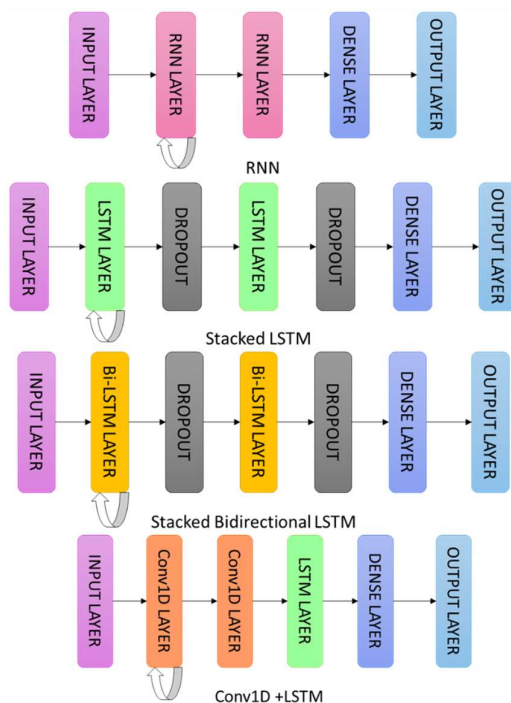 INPUT LAYER
RNN LAYER
RNN LAYER
DENSE LAYER
OUTPUT LAYER
RNN
INPUT LAYER
LSTM LAYER
DROPOUT
LSTM LAYER
DROPOUT
DENSE LAYER
OUTPUT LAYER
Stacked LSTM
INPUT LAYER
Bi-LSTM LAYER
DROPOUT
Bi-LSTM LAYER
DROPOUT
DENSE LAYER
OUTPUT LAYER
Stacked Bidirectional LSTM
INPUT LAYER
Conv1D LAYER
Conv1D LAYER
LSTM LAYER
DENSE LAYER
OUTPUT LAYER
Conv1D +LSTM